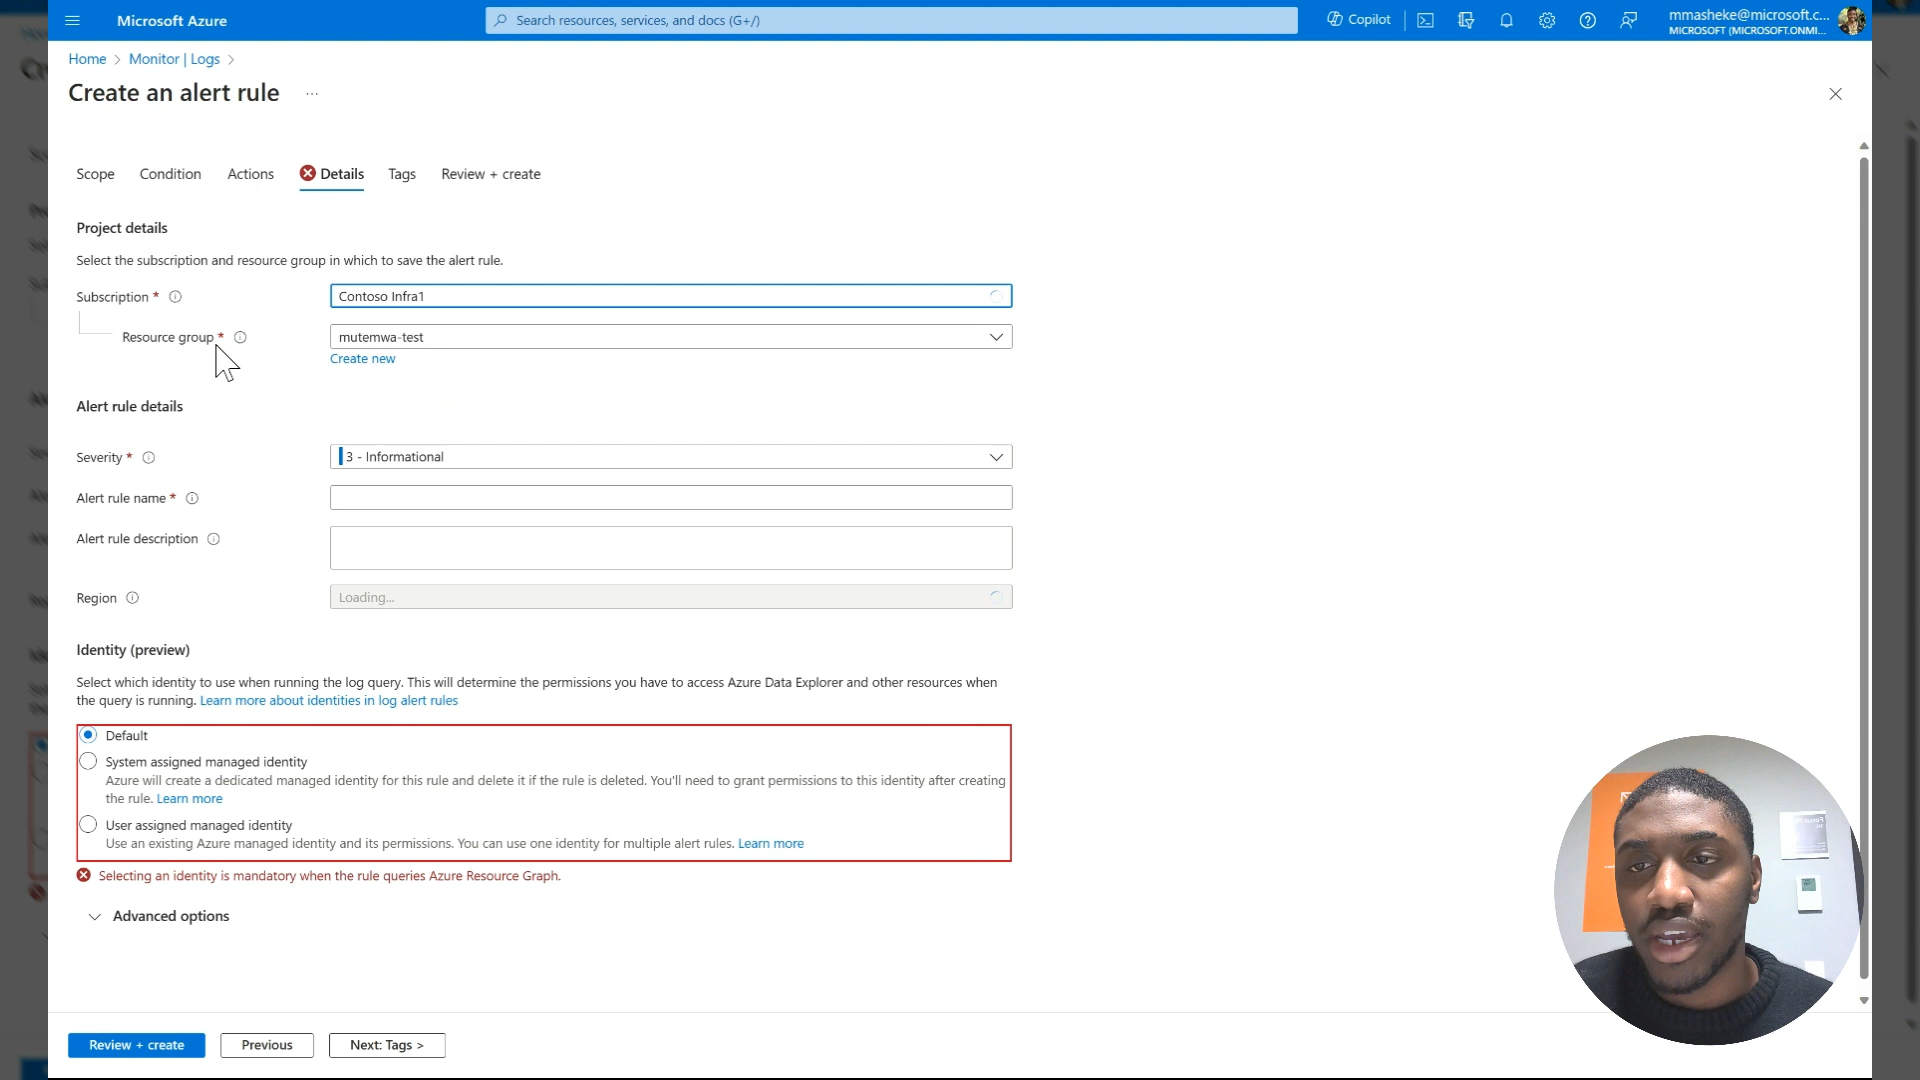 Microsoft Azure
Search resources, services, and docs (G+/)
Copilot
mmasheke@microsoft.c...
MICROSOFT (MICROSOFT.ONMI...
Home > Monitor | Logs >
Create an alert rule ...
Scope Condition Actions Details Tags Review + create
Project details
Select the subscription and resource group in which to save the alert rule.
Subscription * Contoso Infra1
Resource group * mutemwa-test
Create new
Alert rule details
Severity * 3 - Informational
Alert rule name *
Alert rule description
Region Loading...
Identity (preview)
Select which identity to use when running the log query. This will determine the permissions you have to access Azure Data Explorer and other resources when
the query is running. Learn more about identities in log alert rules
Default
System assigned managed identity
Azure will create a dedicated managed identity for this rule and delete it if the rule is deleted. You'll need to grant permissions to this identity after creating
the rule. Learn more
User assigned managed identity
Use an existing Azure managed identity and its permissions. You can use one identity for multiple alert rules. Learn more
Selecting an identity is mandatory when the rule queries Azure Resource Graph.
Advanced options
Review + create Previous Next: Tags >